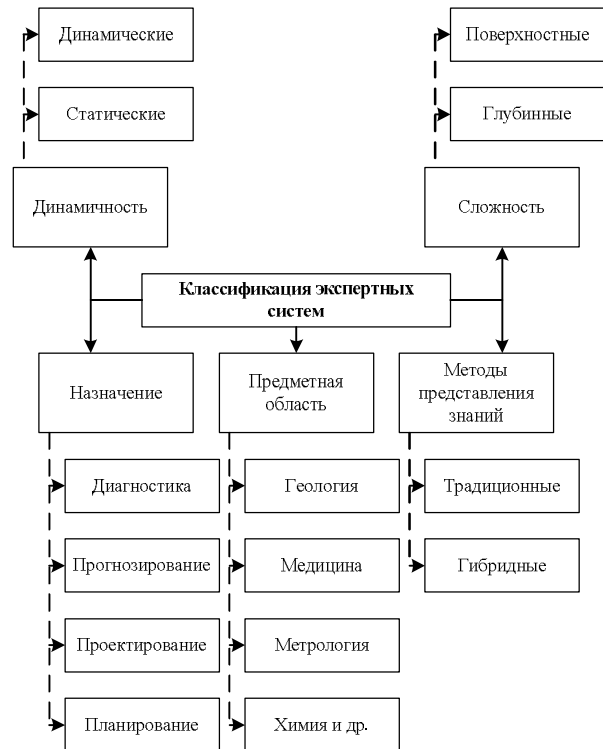 Динамические
Поверхностные
Статические
Глубинные
Динамичность
Сложность
Классификация экспертных
систем
Назначение
Предметная
область
Методы
представления
знаний
Диагностика
Геология
Традиционные
Прогнозирование
Медицина
Гибридные
Проектирование
Метрология
Планирование
Химия и др.